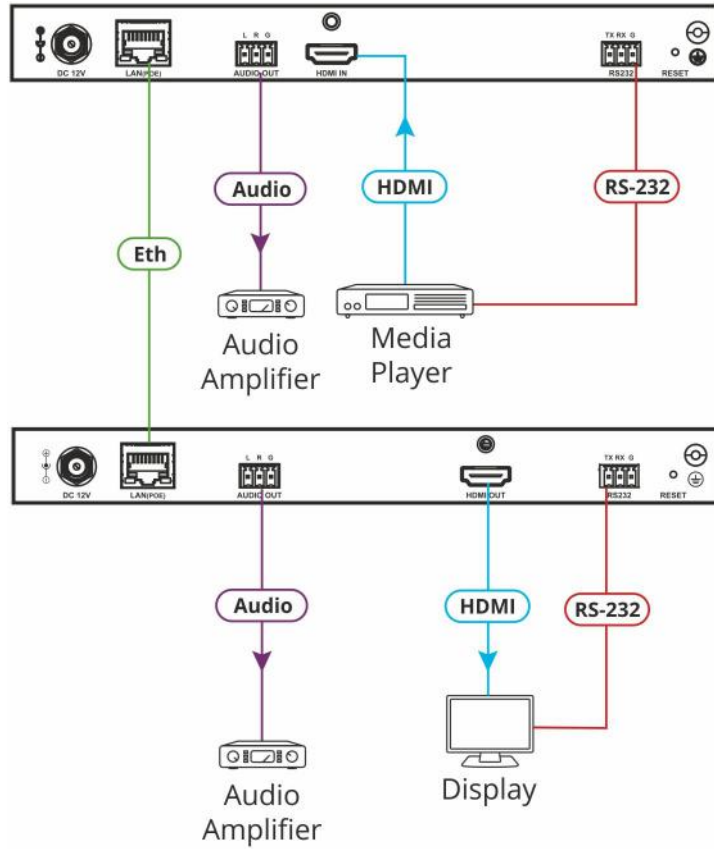 L R G
TX RX G
DC 12V
LAN(POE)
AUDIO OUT
HDMI IN
RS232
RESET
Audio
HDMI
RS-232
Eth
Audio
Amplifier
Media
Player
L R G
TX RX G
DC 12V
LAN(POE)
AUDIO OUT
HDMI OUT
RS232
RESET
Audio
HDMI
RS-232
Audio
Amplifier
Display